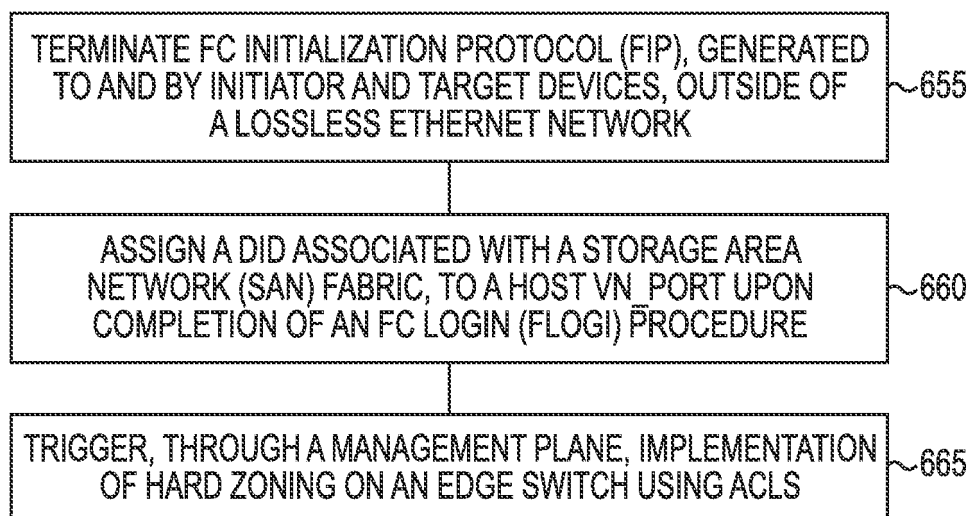 TERMINATE FC INITIALIZATION PROTOCOL (FIP), GENERATED
TO AND BY INITIATOR AND TARGET DEVICES, OUTSIDE OF
A LOSSLESS ETHERNET NETWORK
655
ASSIGN A DID ASSOCIATED WITH A STORAGE AREA
NETWORK (SAN) FABRIC, TO A HOST VN_PORT UPON
COMPLETION OF AN FC LOGIN (FLOGI) PROCEDURE
660
TRIGGER, THROUGH A MANAGEMENT PLANE, IMPLEMENTATION
OF HARD ZONING ON AN EDGE SWITCH USING ACLS
665